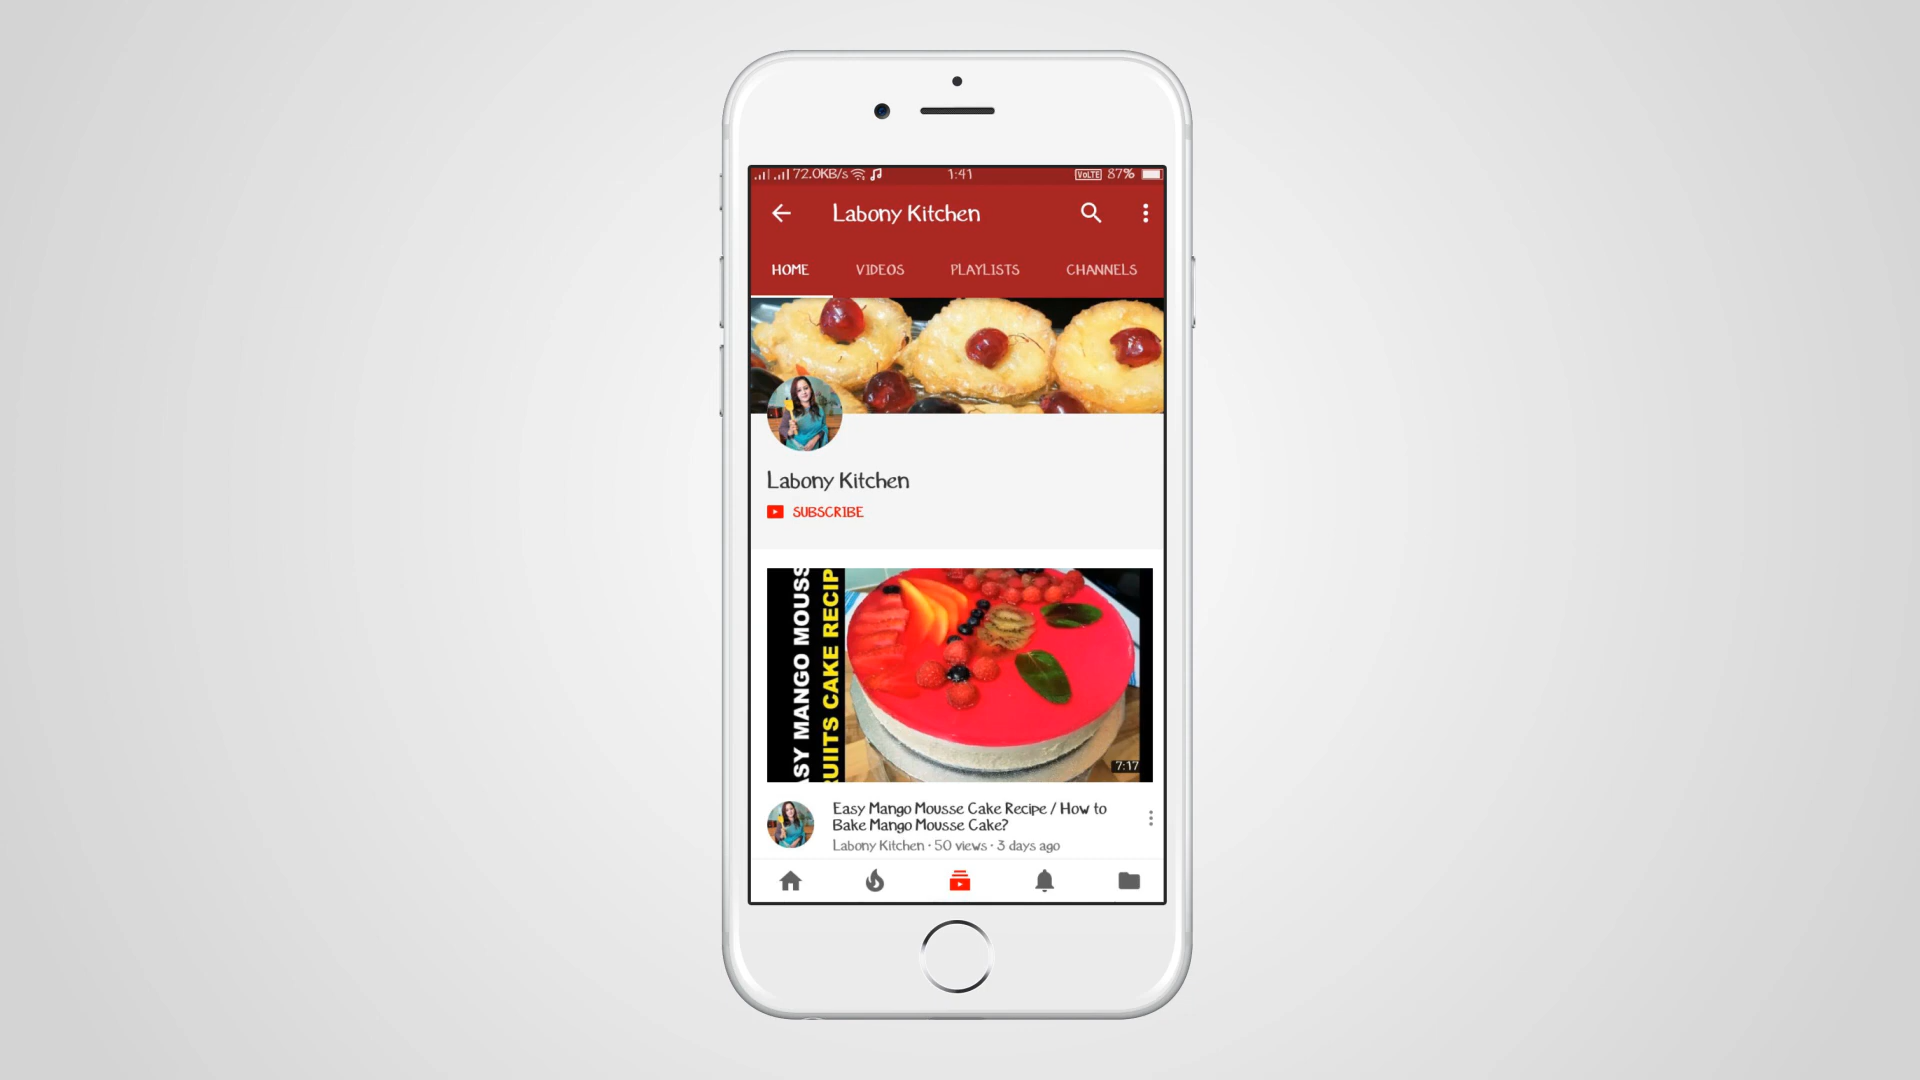 72.0KB/s 1:41 VoLTE 87%
Labony Kitchen
HOME VIDEOS PLAYLISTS CHANNELS
Labony Kitchen
SUBSCRIBE
ASY MANGO MOUSS
RUIITS CAKE RECIP
7:17
Easy Mango Mousse Cake Recipe / How to
Bake Mango Mousse Cake?
Labony Kitchen · 50 views · 3 days ago